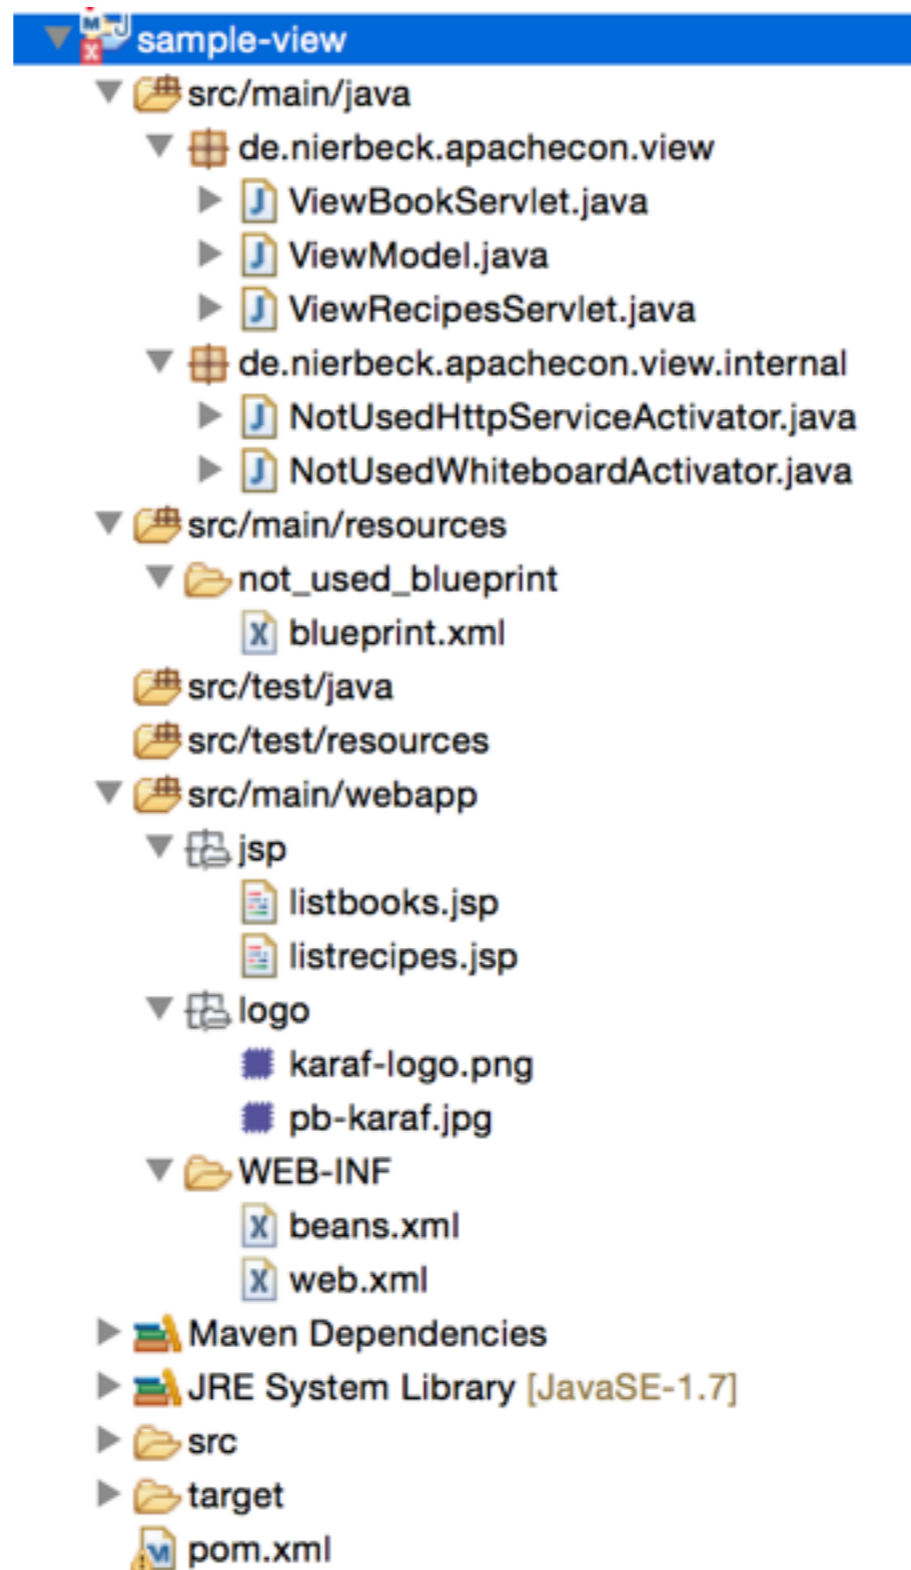 sample-view
src/main/java
de.nierbeck.apachecon.view
ViewBookServlet.java
ViewModel.java
ViewRecipesServlet.java
de.nierbeck.apachecon.view.internal
NotUsedHttpServiceActivator.java
NotUsedWhiteboardActivator.java
src/main/resources
not_used_blueprint
blueprint.xml
src/test/java
src/test/resources
src/main/webapp
jsp
listbooks.jsp
listrecipes.jsp
logo
karaf-logo.png
pb-karaf.jpg
WEB-INF
beans.xml
web.xml
Maven Dependencies
JRE System Library [JavaSE-1.7]
src
target
pom.xml